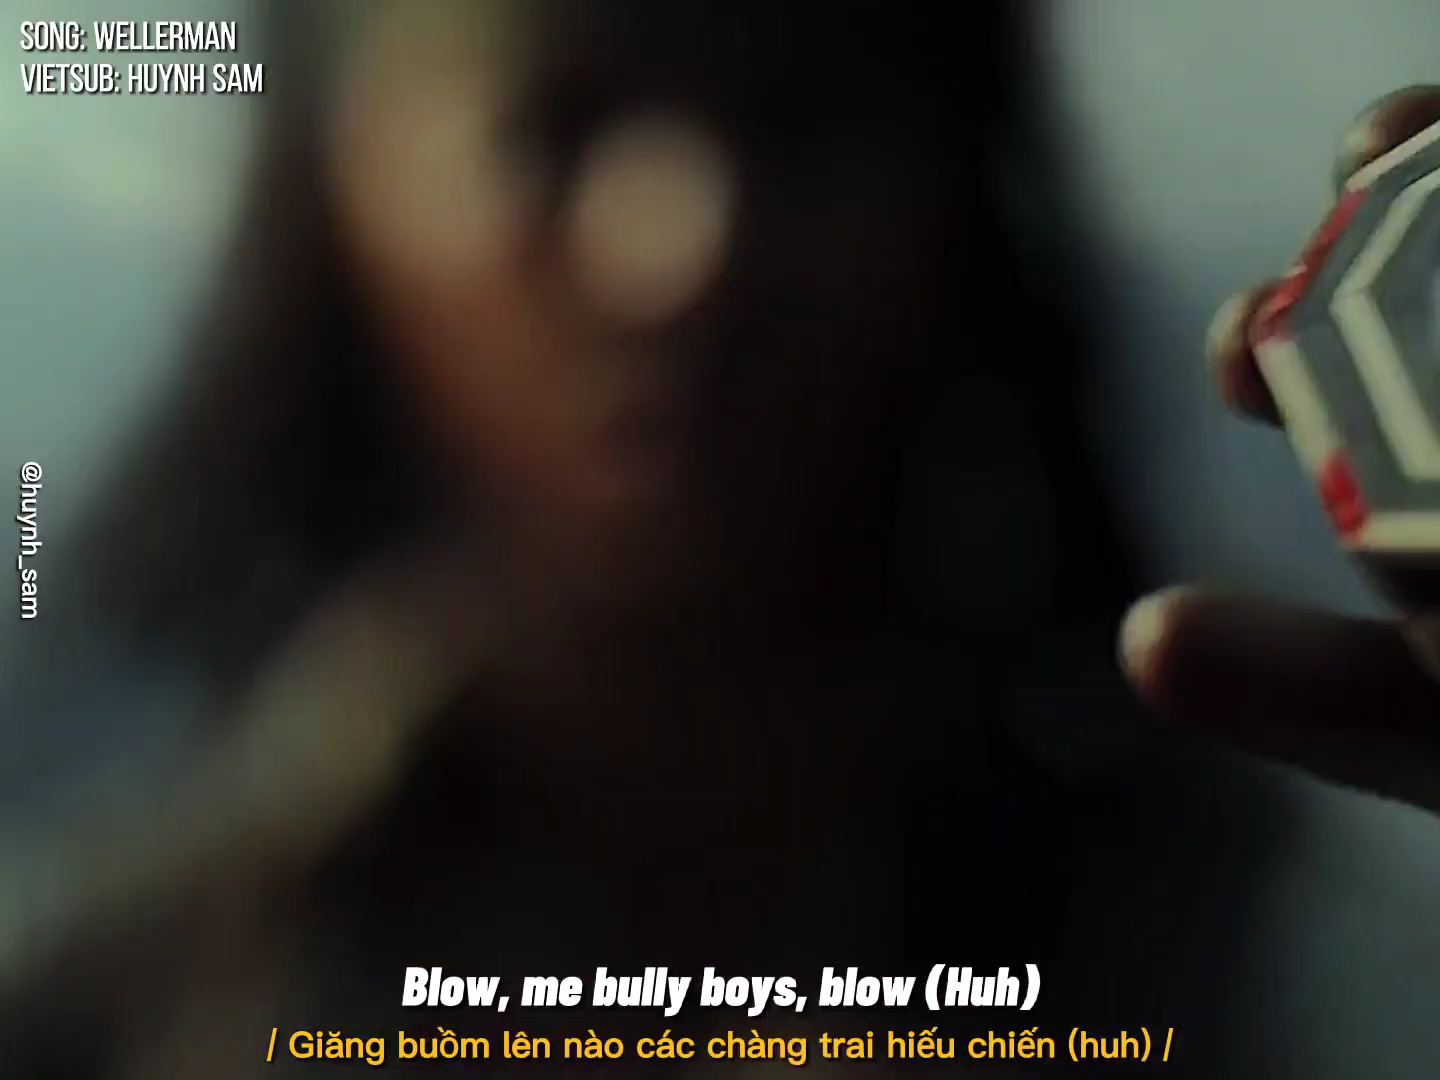 SONG: WELLERMAN
VIETSUB: HUYNH SAM
@huynh_sam
Blow, me bully boys, blow (Huh)
/ Giăng buồm lên nào các chàng trai hiếu chiến (huh) /